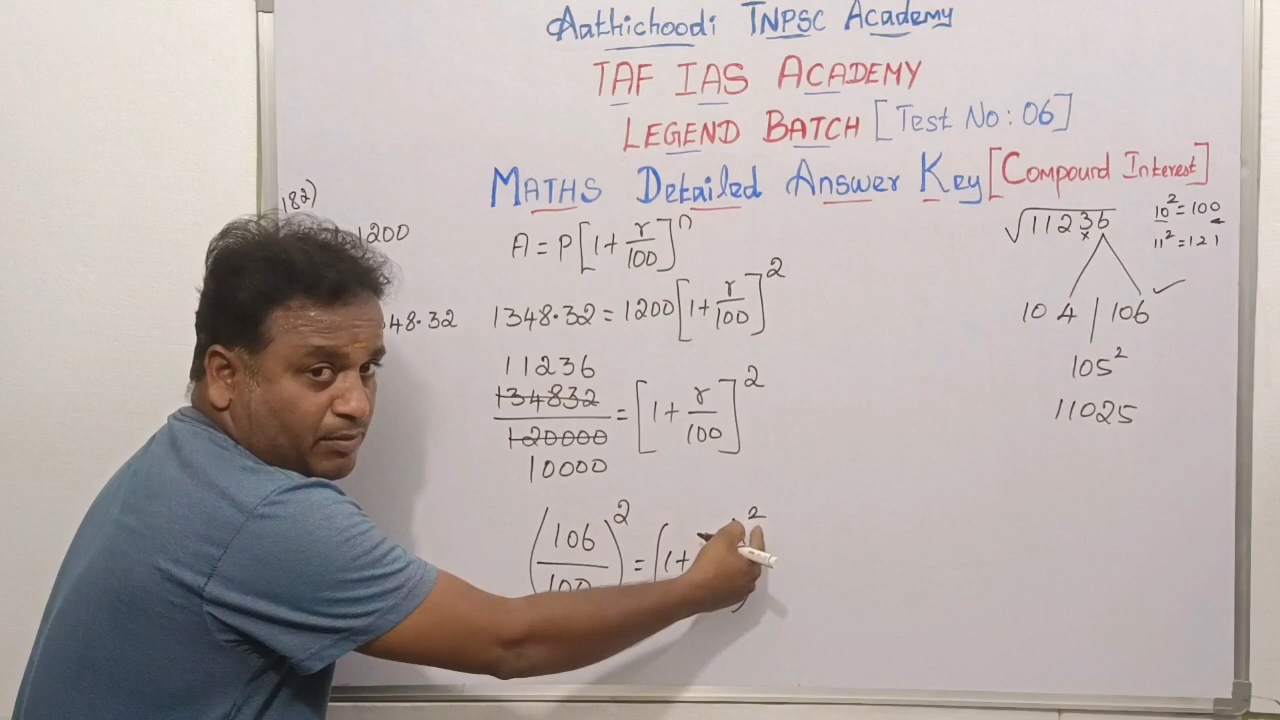 Aathichoodi TNPSC Academy
TAF IAS ACADEMY
LEGEND BATCH [Test No: 06]
MATHS Detailed Answer Key [Compound Interest]
182)
1200
48.32
A = P[1 + r/100]^n
1348.32 = 1200[1 + r/100]^2
11236
134832/120000 = [1 + r/100]^2
10000
(106/100)^2 = (1+ )^2
√11236
10^2 = 100
11^2 = 121
104 | 106 ✓
105^2
11025